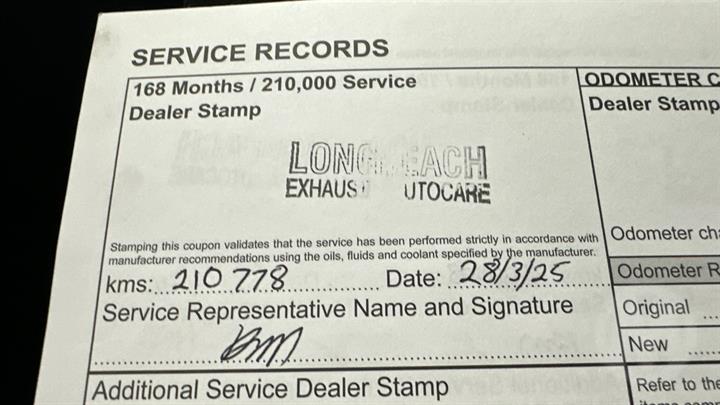 SERVICE RECORDS
168 Months / 210,000 Service
Dealer Stamp
EXHAUST UTOCARE
Stamping this coupon validates that the service has been performed strictly in accordance with
manufacturer recommendations using the oils, fluids and coolant specified by the manufacturer.
kms: 210 778 Date: 28/3/25
Service Representative Name and Signature
Additional Service Dealer Stamp
ODOMETER C
Dealer Stamp
Odometer cha
Odometer R
Original
New
Refer to the